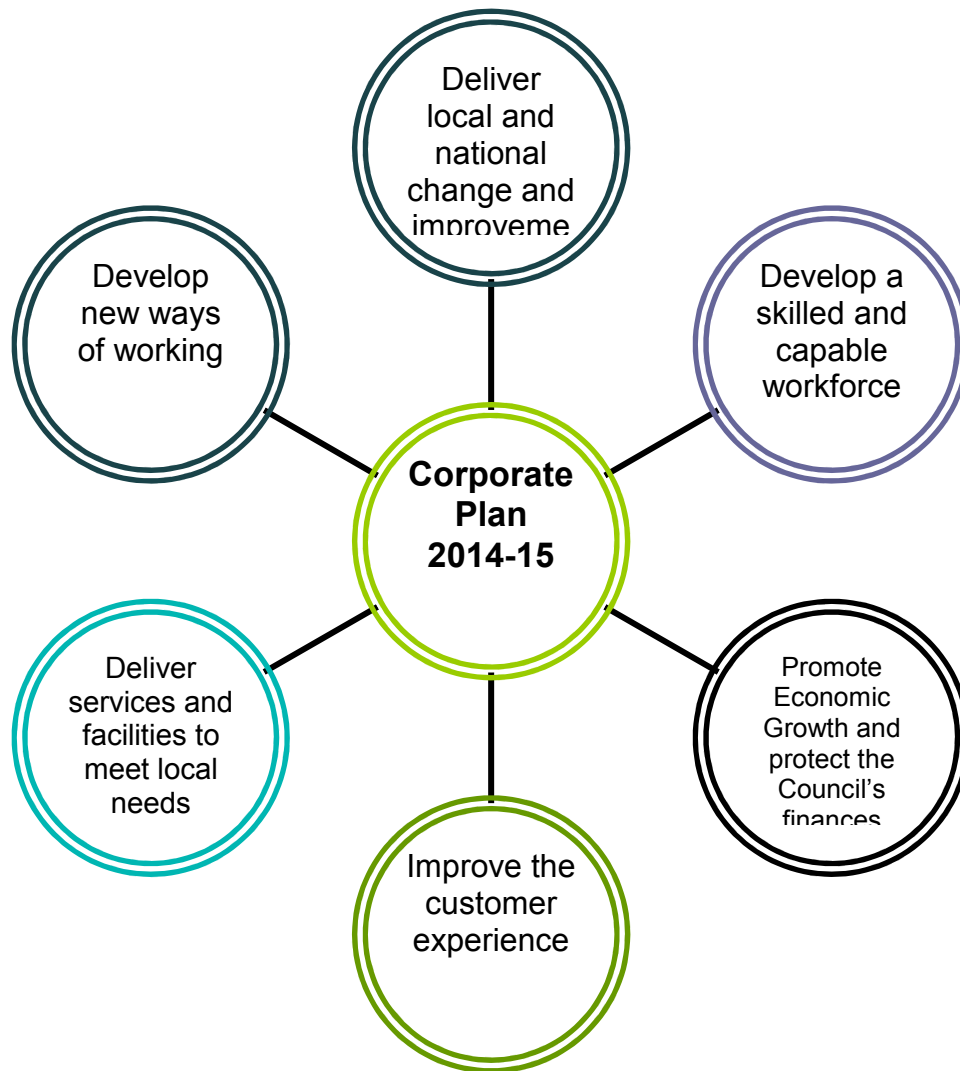 Deliver
local and
national
change and
improveme
Develop a
skilled and
capable
workforce
Promote
Economic
Growth and
protect the
Council’s
finances
Improve the
customer
experience
Deliver
services and
facilities to
meet local
needs
Develop
new ways
of working
Corporate
Plan
2014-15